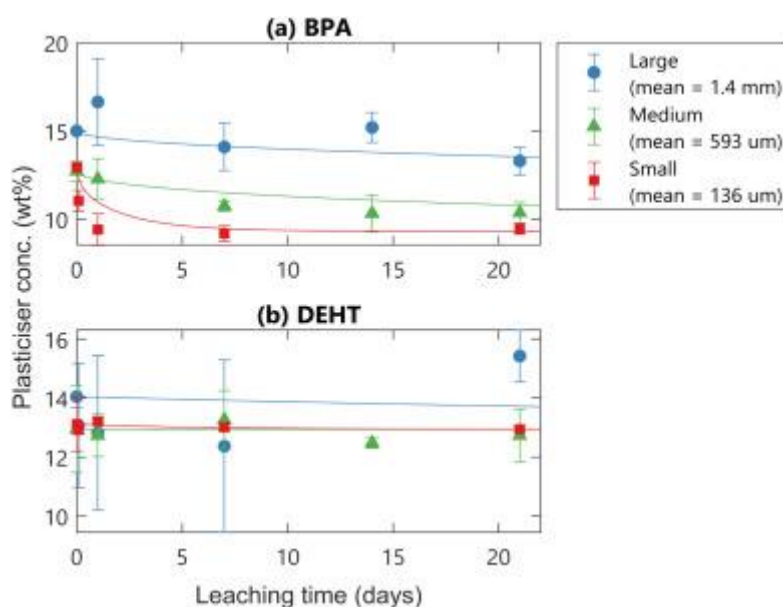 (a) BPA
20
15
10
0
5
10
15
20
Large
(mean = 1.4 mm)
Medium
(mean = 593 um)
Small
(mean = 136 um)
Plasticiser conc. (wt%)
(b) DEHT
16
14
12
10
0
5
10
15
20
Leaching time (days)